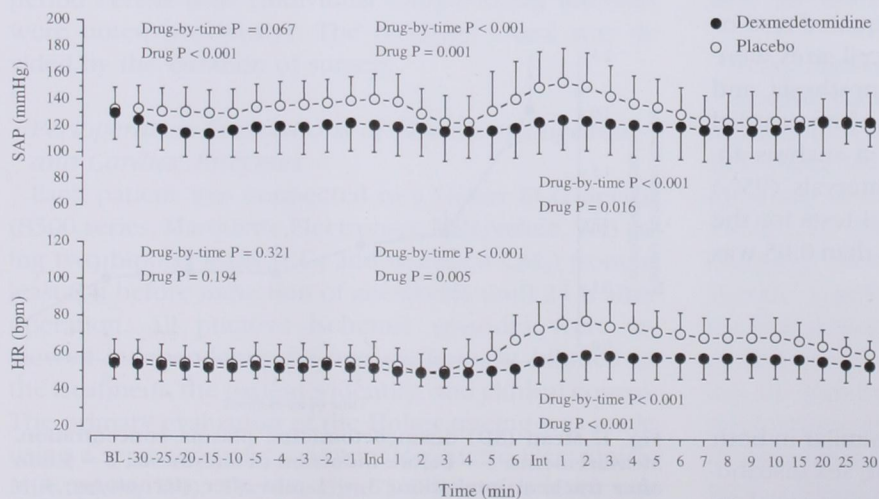 Dexmedetomidine
Placebo
Drug-by-time P = 0.067
Drug P < 0.001
Drug-by-time P < 0.001
Drug P = 0.001
200
180
160
140
120
100
80
60
SAP (mmHg)
Drug-by-time P < 0.001
Drug P = 0.016
Drug-by-time P = 0.321
Drug P = 0.194
Drug-by-time P < 0.001
Drug P = 0.005
120
100
80
60
40
20
HR (bpm)
Drug-by-time P< 0.001
Drug P < 0.001
BL -30 -25 -20 -15 -10 -5 -4 -3 -2 -1 Ind 1 2 3 4 5 6 Int 1 2 3 4 5 6 7 8 9 10 15 20 25 30
Time (min)